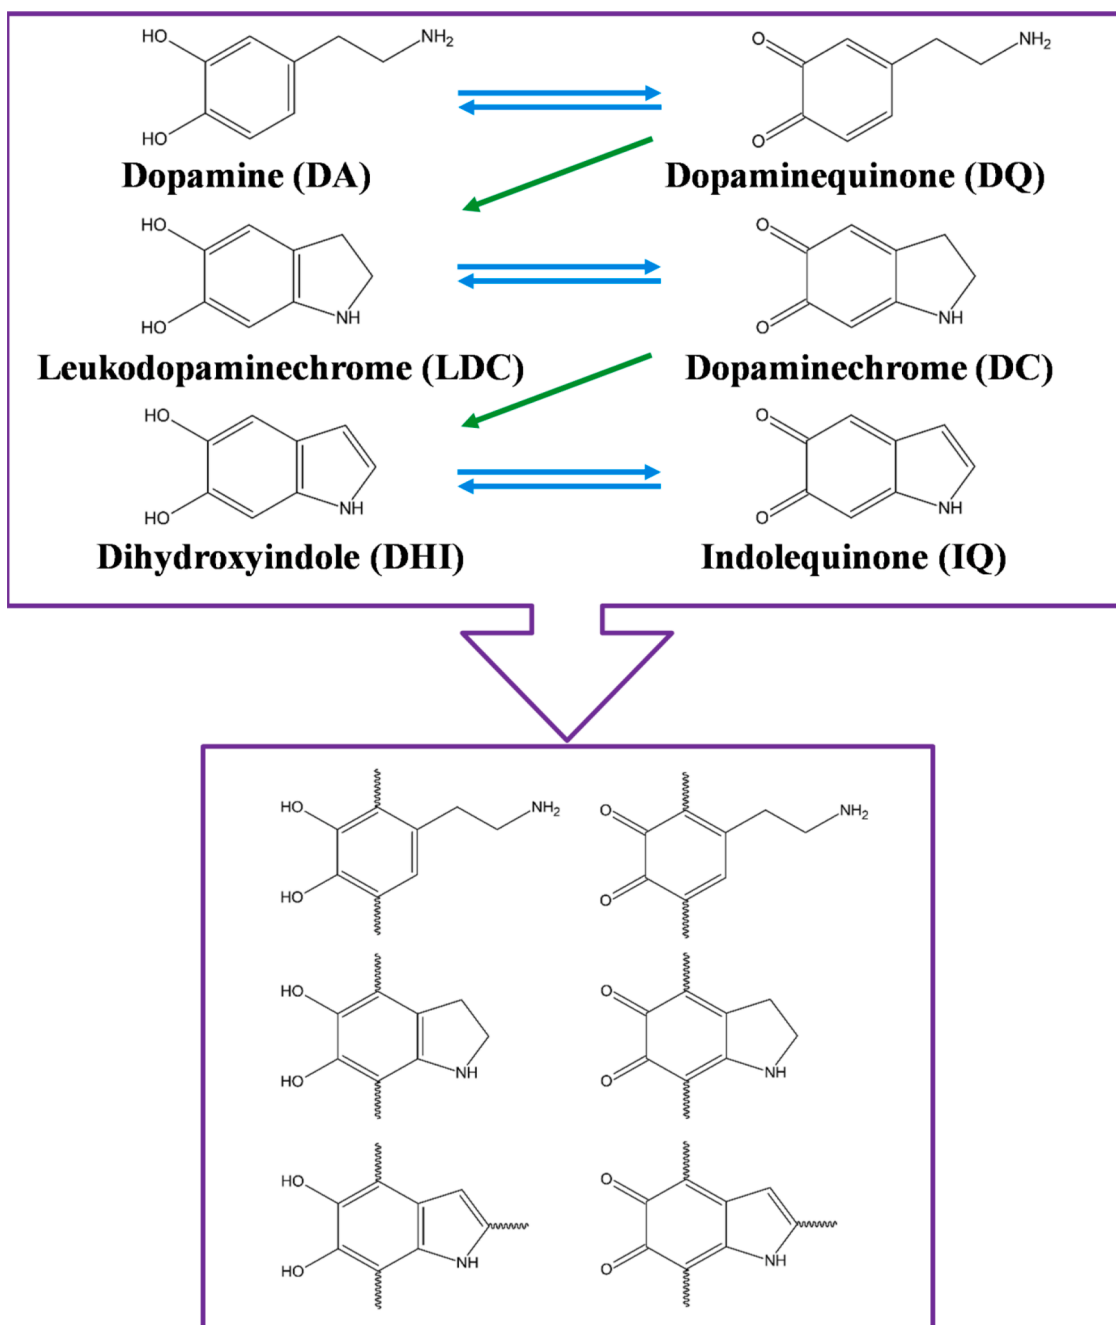 HO NH₂ O NH₂
HO O
Dopamine (DA) Dopaminequinone (DQ)
HO O
HO NH O NH
Leukodopaminechrome (LDC) Dopaminechrome (DC)
HO O
HO NH O NH
Dihydroxyindole (DHI) Indolequinone (IQ)
HO NH₂ O NH₂
HO O
HO O
HO NH O NH
HO O
HO NH O NH